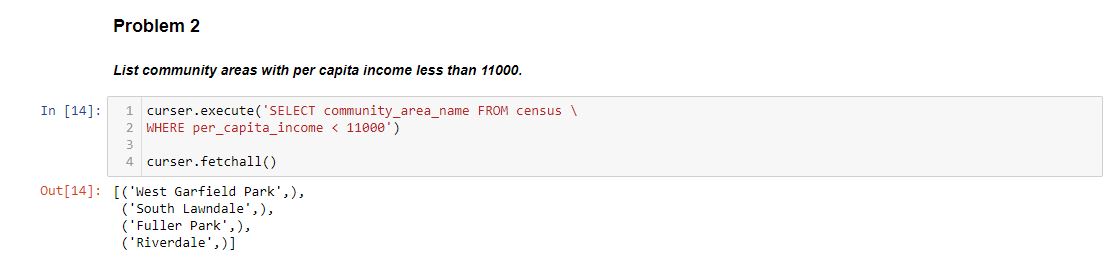 Problem 2
List community areas with per capita income less than 11000.
In [14]:
1 curser.execute('SELECT community_area_name FROM census \
2 WHERE per_capita_income < 11000')
3
4 curser.fetchall()
Out[14]: [('West Garfield Park',),
('South Lawndale',),
('Fuller Park',),
('Riverdale',)]